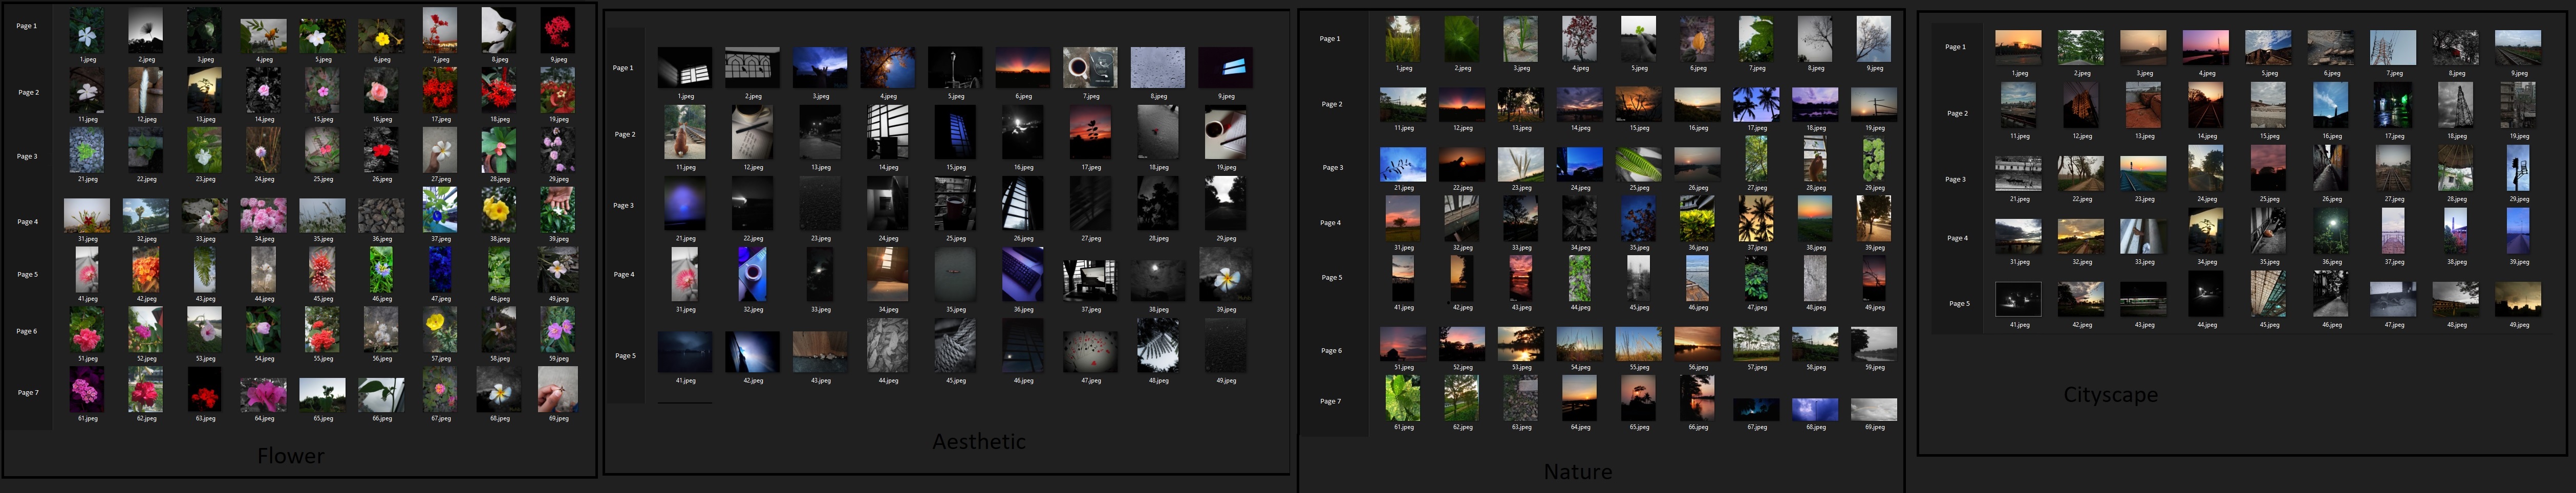 Page 1
1.jpeg 2.jpeg 3.jpeg 4.jpeg 5.jpeg 6.jpeg 7.jpeg 8.jpeg 9.jpeg
Page 2
11.jpeg 12.jpeg 13.jpeg 14.jpeg 15.jpeg 16.jpeg 17.jpeg 18.jpeg 19.jpeg
Page 3
21.jpeg 22.jpeg 23.jpeg 24.jpeg 25.jpeg 26.jpeg 27.jpeg 28.jpeg 29.jpeg
Page 4
31.jpeg 32.jpeg 33.jpeg 34.jpeg 35.jpeg 36.jpeg 37.jpeg 38.jpeg 39.jpeg
Page 5
41.jpeg 42.jpeg 43.jpeg 44.jpeg 45.jpeg 46.jpeg 47.jpeg 48.jpeg 49.jpeg
Page 6
51.jpeg 52.jpeg 53.jpeg 54.jpeg 55.jpeg 56.jpeg 57.jpeg 58.jpeg 59.jpeg
Page 7
61.jpeg 62.jpeg 63.jpeg 64.jpeg 65.jpeg 66.jpeg 67.jpeg 68.jpeg 69.jpeg
Flower
Page 1
1.jpeg 2.jpeg 3.jpeg 4.jpeg 5.jpeg 6.jpeg 7.jpeg 8.jpeg 9.jpeg
Page 2
11.jpeg 12.jpeg 13.jpeg 14.jpeg 15.jpeg 16.jpeg 17.jpeg 18.jpeg 19.jpeg
Page 3
21.jpeg 22.jpeg 23.jpeg 24.jpeg 25.jpeg 26.jpeg 27.jpeg 28.jpeg 29.jpeg
Page 4
31.jpeg 32.jpeg 33.jpeg 34.jpeg 35.jpeg 36.jpeg 37.jpeg 38.jpeg 39.jpeg
Page 5
41.jpeg 42.jpeg 43.jpeg 44.jpeg 45.jpeg 46.jpeg 47.jpeg 48.jpeg 49.jpeg
Aesthetic
Page 1
1.jpeg 2.jpeg 3.jpeg 4.jpeg 5.jpeg 6.jpeg 7.jpeg 8.jpeg 9.jpeg
Page 2
11.jpeg 12.jpeg 13.jpeg 14.jpeg 15.jpeg 16.jpeg 17.jpeg 18.jpeg 19.jpeg
Page 3
21.jpeg 22.jpeg 23.jpeg 24.jpeg 25.jpeg 26.jpeg 27.jpeg 28.jpeg 29.jpeg
Page 4
31.jpeg 32.jpeg 33.jpeg 34.jpeg 35.jpeg 36.jpeg 37.jpeg 38.jpeg 39.jpeg
Page 5
41.jpeg 42.jpeg 43.jpeg 44.jpeg 45.jpeg 46.jpeg 47.jpeg 48.jpeg 49.jpeg
Page 6
51.jpeg 52.jpeg 53.jpeg 54.jpeg 55.jpeg 56.jpeg 57.jpeg 58.jpeg 59.jpeg
Page 7
61.jpeg 62.jpeg 63.jpeg 64.jpeg 65.jpeg 66.jpeg 67.jpeg 68.jpeg 69.jpeg
Nature
Page 1
1.jpeg 2.jpeg 3.jpeg 4.jpeg 5.jpeg 6.jpeg 7.jpeg 8.jpeg 9.jpeg
Page 2
11.jpeg 12.jpeg 13.jpeg 14.jpeg 15.jpeg 16.jpeg 17.jpeg 18.jpeg 19.jpeg
Page 3
21.jpeg 22.jpeg 23.jpeg 24.jpeg 25.jpeg 26.jpeg 27.jpeg 28.jpeg 29.jpeg
Page 4
31.jpeg 32.jpeg 33.jpeg 34.jpeg 35.jpeg 36.jpeg 37.jpeg 38.jpeg 39.jpeg
Page 5
41.jpeg 42.jpeg 43.jpeg 44.jpeg 45.jpeg 46.jpeg 47.jpeg 48.jpeg 49.jpeg
Cityscape